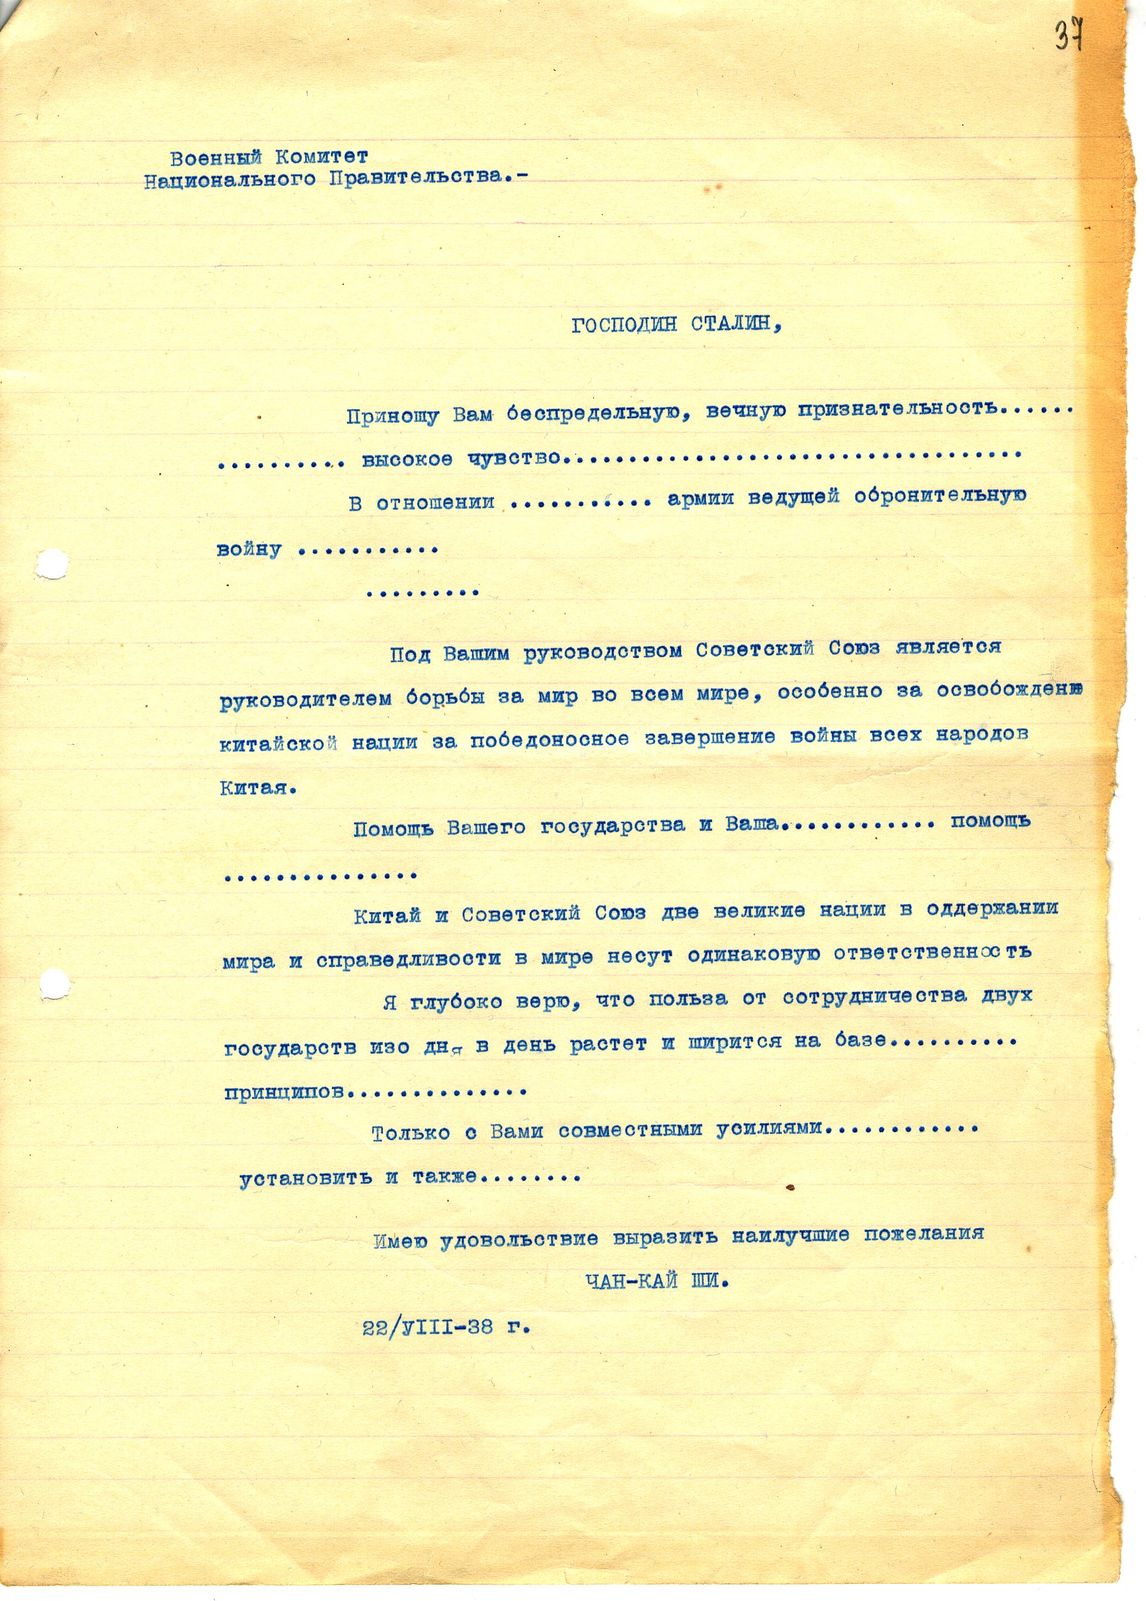 37
Военный Комитет
Национального Правительства.-
ГОСПОДИН СТАЛИН,
Приношу Вам беспредельную, вечную признательность......
.......... высокое чувство...................................
В отношении ........... армии ведущей обронительную
войну ...........
.........
Под Вашим руководством Советский Союз является
руководителем борьбы за мир во всем мире, особенно за освобождение
китайской нации за победоносное завершение войны всех народов
Китая.
Помощь Вашего государства и Ваша............ помощь
...............
Китай и Советский Союз две великие нации в оддержании
мира и справедливости в мире несут одинаковую ответственность
Я глубоко верю, что польза от сотрудничества двух
государств изо дня в день растет и ширится на базе..........
принципов..............
Только с Вами совместными усилиями............
установить и также........
Имею удовольствие выразить наилучшие пожелания
ЧАН-КАЙ ШИ.
22/УIII-38 г.